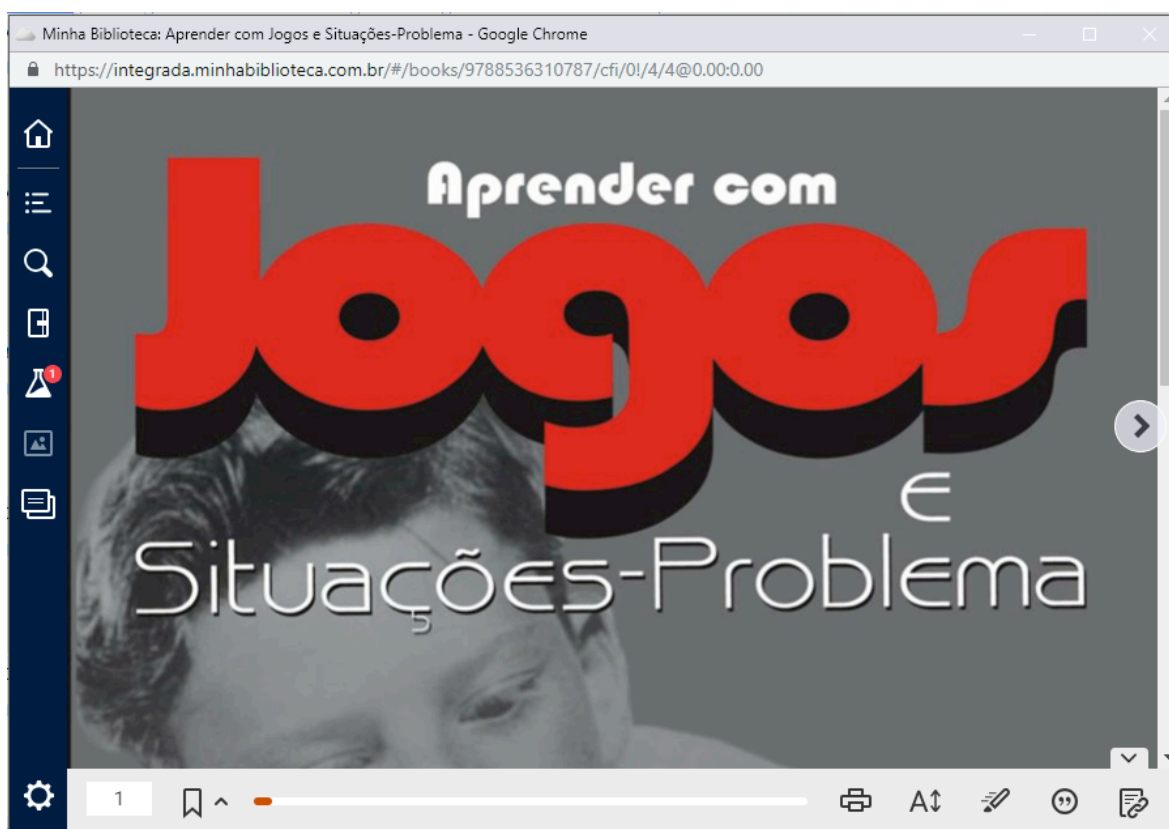 Minha Biblioteca: Aprender com Jogos e Situações-Problema - Google Chrome
https://integrada.minhabiblioteca.com.br/#/books/9788536310787/cfi/0!/4/4@0.00:0.00
Aprender com
Jogos
e
Situações-Problema
1
1
A